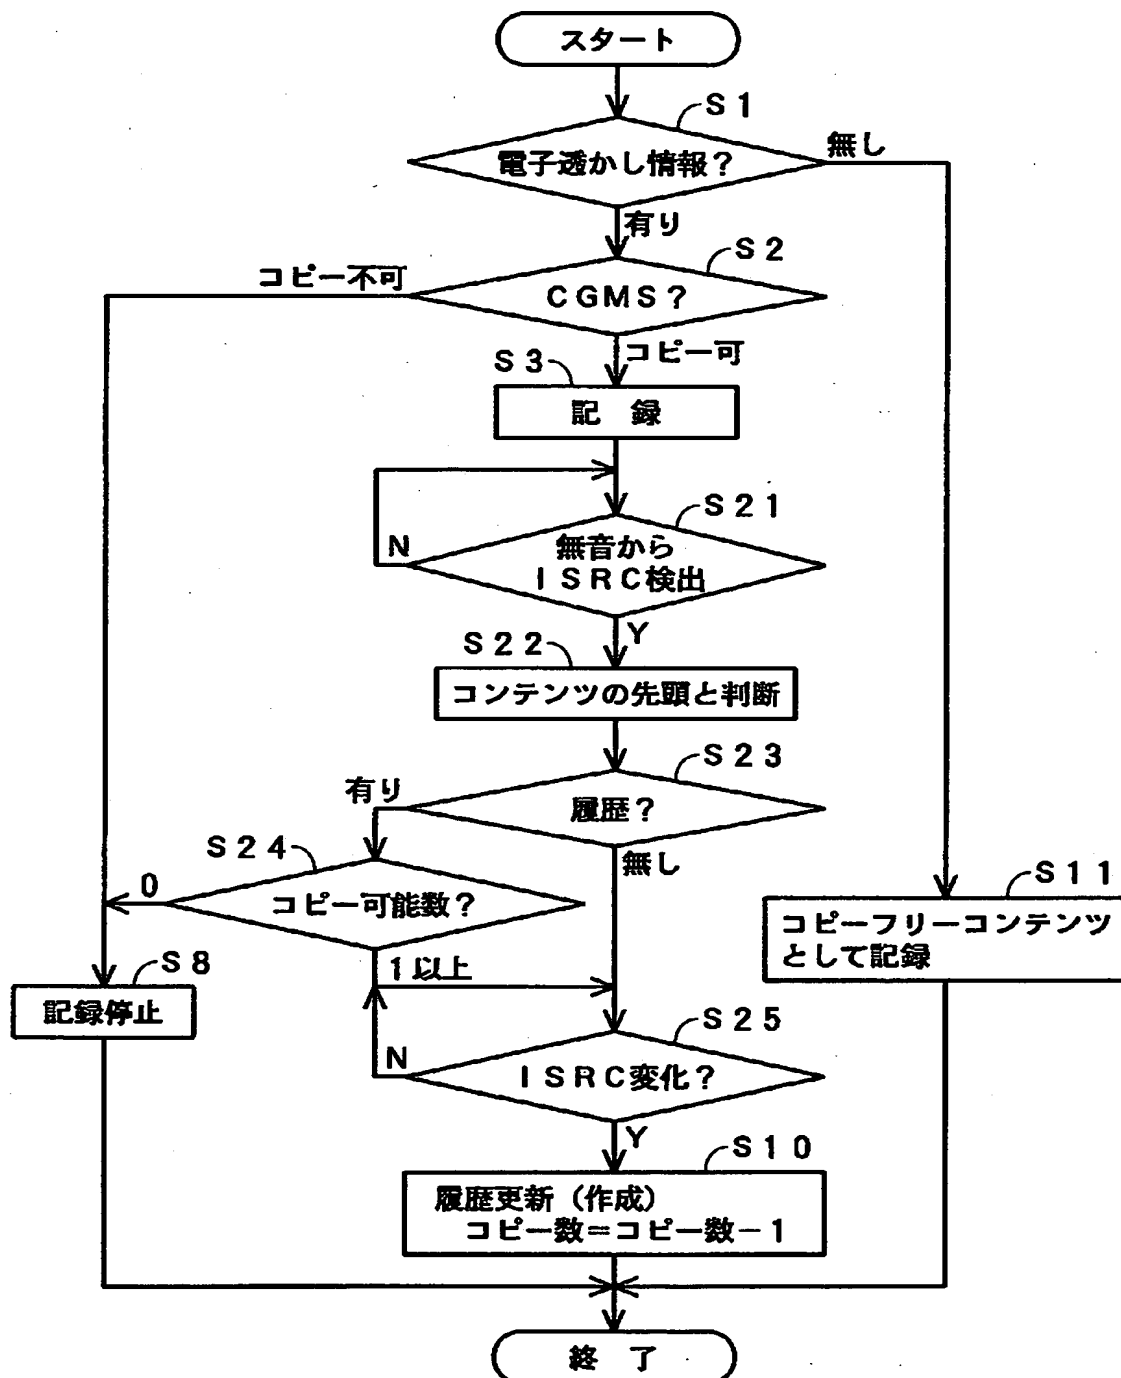 スタート
S1
電子透かし情報？
無し
有り
S2
コピー不可
CGMS？
コピー可
S3
記 録
S21
N
無音から
ISRC検出
Y
S22
コンテンツの先頭と判断
S23
有り
履歴？
無し
S24
0
コピー可能数？
1以上
S11
コピーフリーコンテンツ
として記録
S8
記録停止
S25
N
ISRC変化？
Y
S10
履歴更新（作成）
コピー数＝コピー数－1
終 了